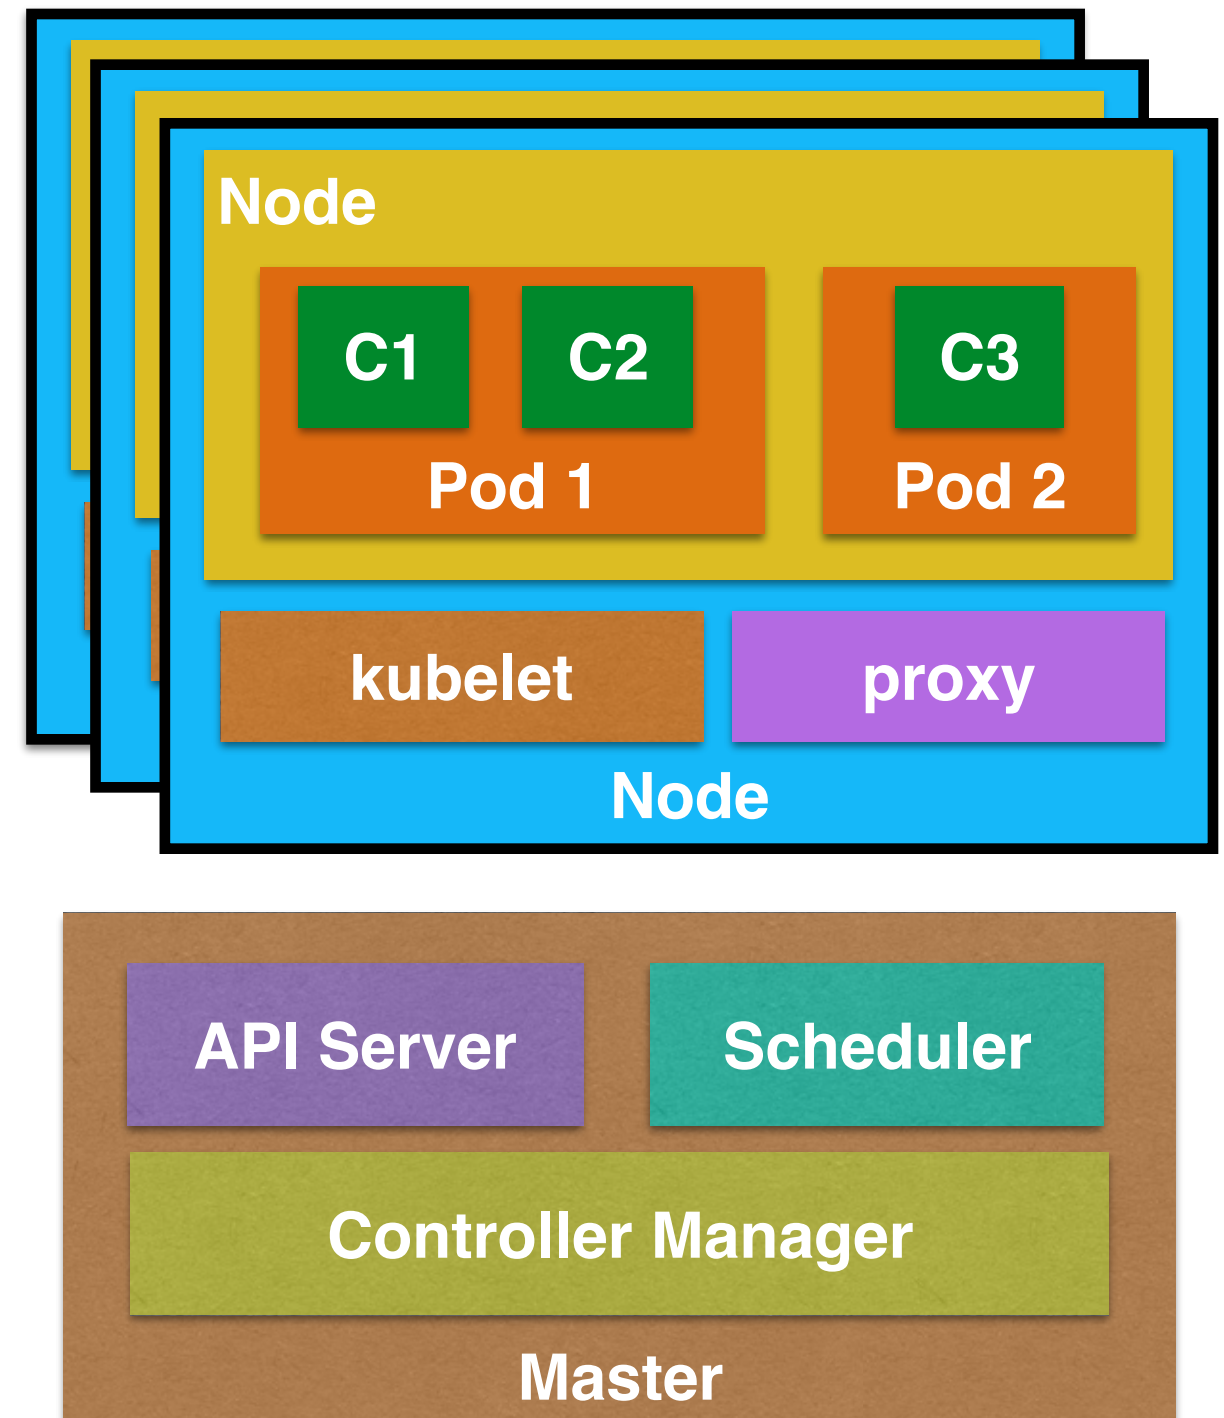 Node
C1
C2
C3
Pod 1
Pod 2
kubelet
proxy
Node
API Server
Scheduler
Controller Manager
Master